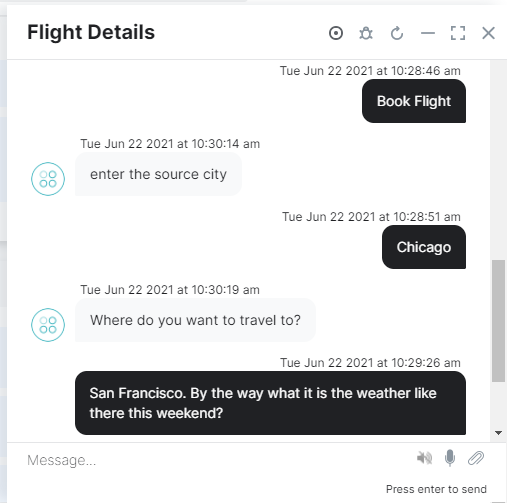 Flight Details
Tue Jun 22 2021 at 10:28:46 am
Book Flight
Tue Jun 22 2021 at 10:30:14 am
enter the source city
Tue Jun 22 2021 at 10:28:51 am
Chicago
Tue Jun 22 2021 at 10:30:19 am
Where do you want to travel to?
Tue Jun 22 2021 at 10:29:26 am
San Francisco. By the way what it is the weather like
there this weekend?
Message...
Press enter to send